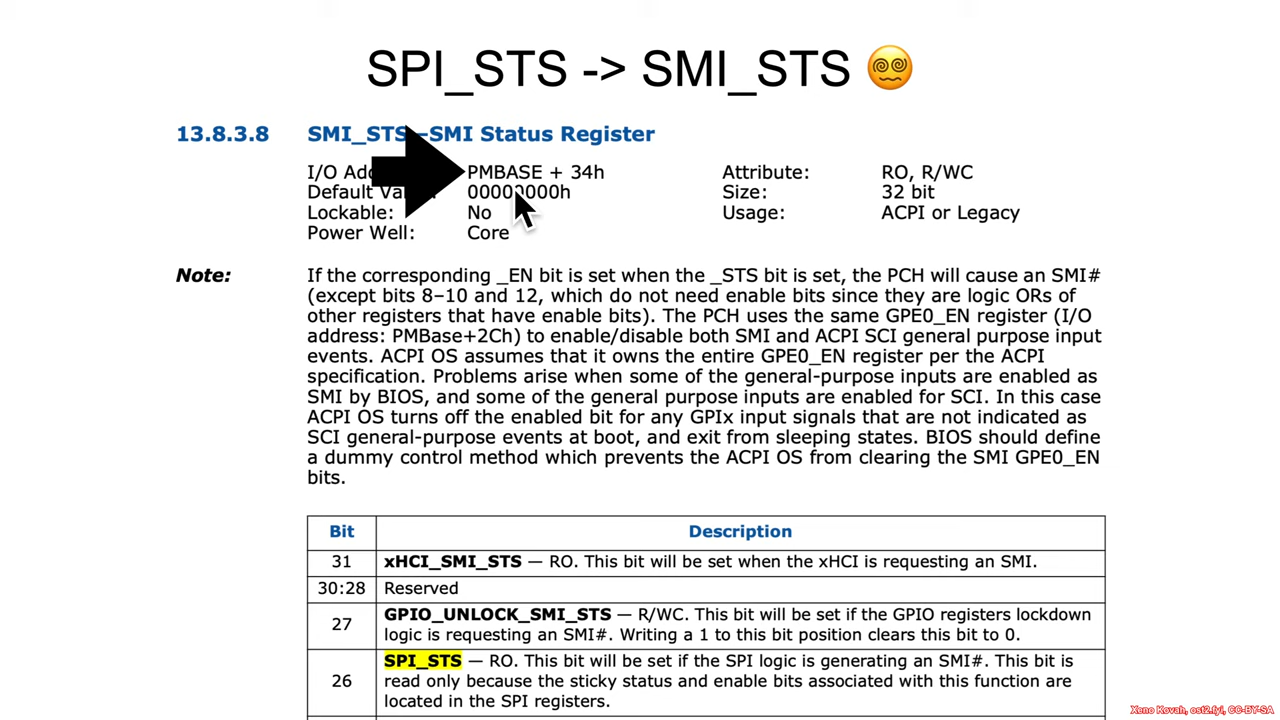 SPI_STS -> SMI_STS 😵‍💫
13.8.3.8 SMI_STS—SMI Status Register
I/O PMBASE + 34h Attribute: RO, R/WC
Default 00000000h Size: 32 bit
Lockable: No Usage: ACPI or Legacy
Power Well: Core
Note: If the corresponding _EN bit is set when the _STS bit is set, the PCH will cause an SMI#
(except bits 8–10 and 12, which do not need enable bits since they are logic ORs of
other registers that have enable bits). The PCH uses the same GPE0_EN register (I/O
address: PMBase+2Ch) to enable/disable both SMI and ACPI SCI general purpose input
events. ACPI OS assumes that it owns the entire GPE0_EN register per the ACPI
specification. Problems arise when some of the general-purpose inputs are enabled as
SMI by BIOS, and some of the general purpose inputs are enabled for SCI. In this case
ACPI OS turns off the enabled bit for any GPIx input signals that are not indicated as
SCI general-purpose events at boot, and exit from sleeping states. BIOS should define
a dummy control method which prevents the ACPI OS from clearing the SMI GPE0_EN
bits.
Bit Description
31 xHCI_SMI_STS — RO. This bit will be set when the xHCI is requesting an SMI.
30:28 Reserved
27 GPIO_UNLOCK_SMI_STS — R/WC. This bit will be set if the GPIO registers lockdown
logic is requesting an SMI#. Writing a 1 to this bit position clears this bit to 0.
26 SPI_STS — RO. This bit will be set if the SPI logic is generating an SMI#. This bit is
read only because the sticky status and enable bits associated with this function are
located in the SPI registers.
Xeno Kovah, ost2.fyi, CC-BY-SA